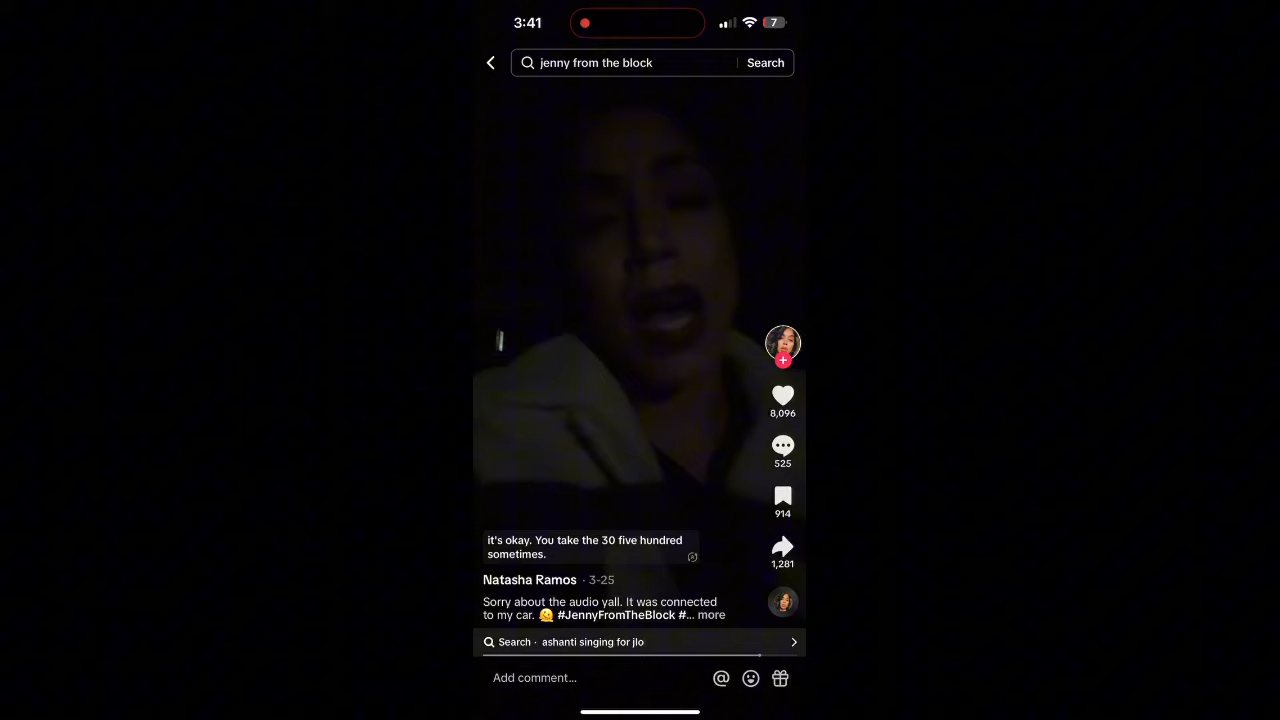 3:41
7
jenny from the block
Search
8,096
525
914
1,281
it's okay. You take the 30 five hundred
sometimes.
Natasha Ramos · 3-25
Sorry about the audio yall. It was connected
to my car. 🫠 #JennyFromTheBlock #... more
Search · ashanti singing for jlo
Add comment...